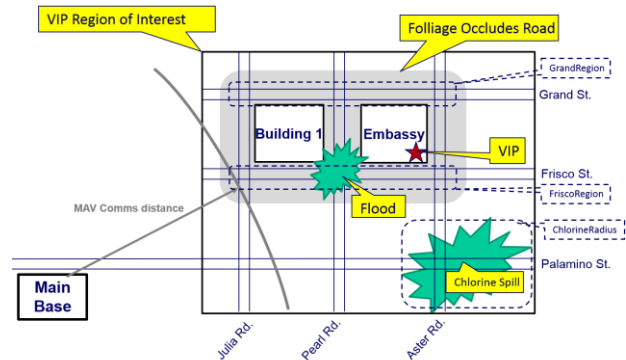 VIP Region of Interest
Folliage Occludes Road
GrandRegion
Grand St.
Building 1
Embassy
VIP
Frisco St.
FriscoRegion
Flood
MAV Comms distance
ChlorineRadius
Palamino St.
Chlorine Spill
Main
Base
Julia Rd.
Pearl Rd.
Aster Rd.